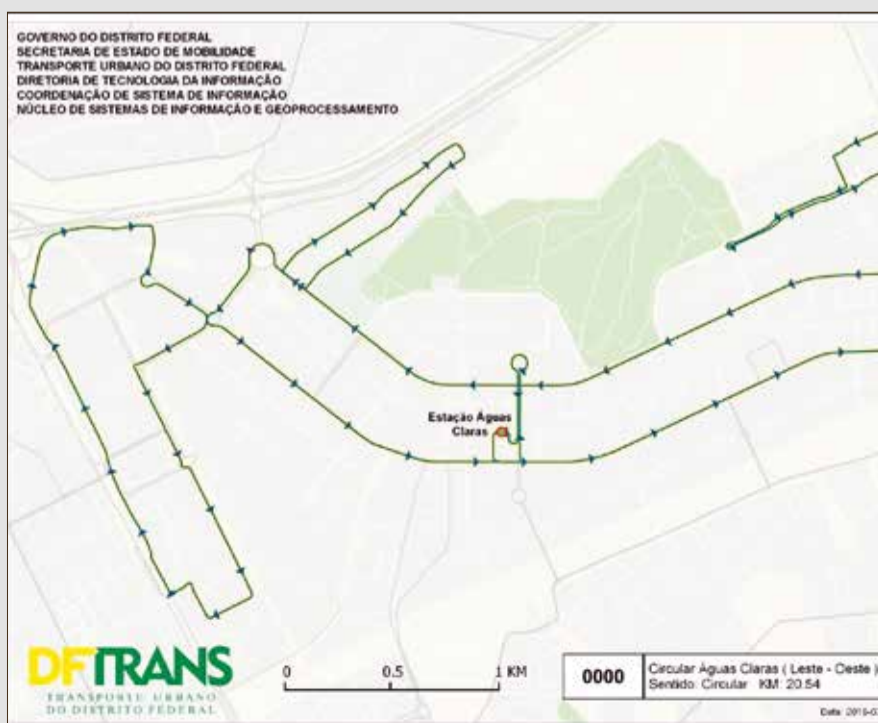 GOVERNO DO DISTRITO FEDERAL
SECRETARIA DE ESTADO DE MOBILIDADE
TRANSPORTE URBANO DO DISTRITO FEDERAL
DIRETORIA DE TECNOLOGIA DA INFORMAÇÃO
COORDENAÇÃO DE SISTEMA DE INFORMAÇÃO
NÚCLEO DE SISTEMAS DE INFORMAÇÃO E GEOPROCESSAMENTO
Estação Águas
Claras
DFTRANS
TRANSPORTE URBANO
DO DISTRITO FEDERAL
0 0.5 1 KM
0000
Circular Águas Claras ( Leste - Oeste )
Sentido: Circular KM: 20.54
Data: